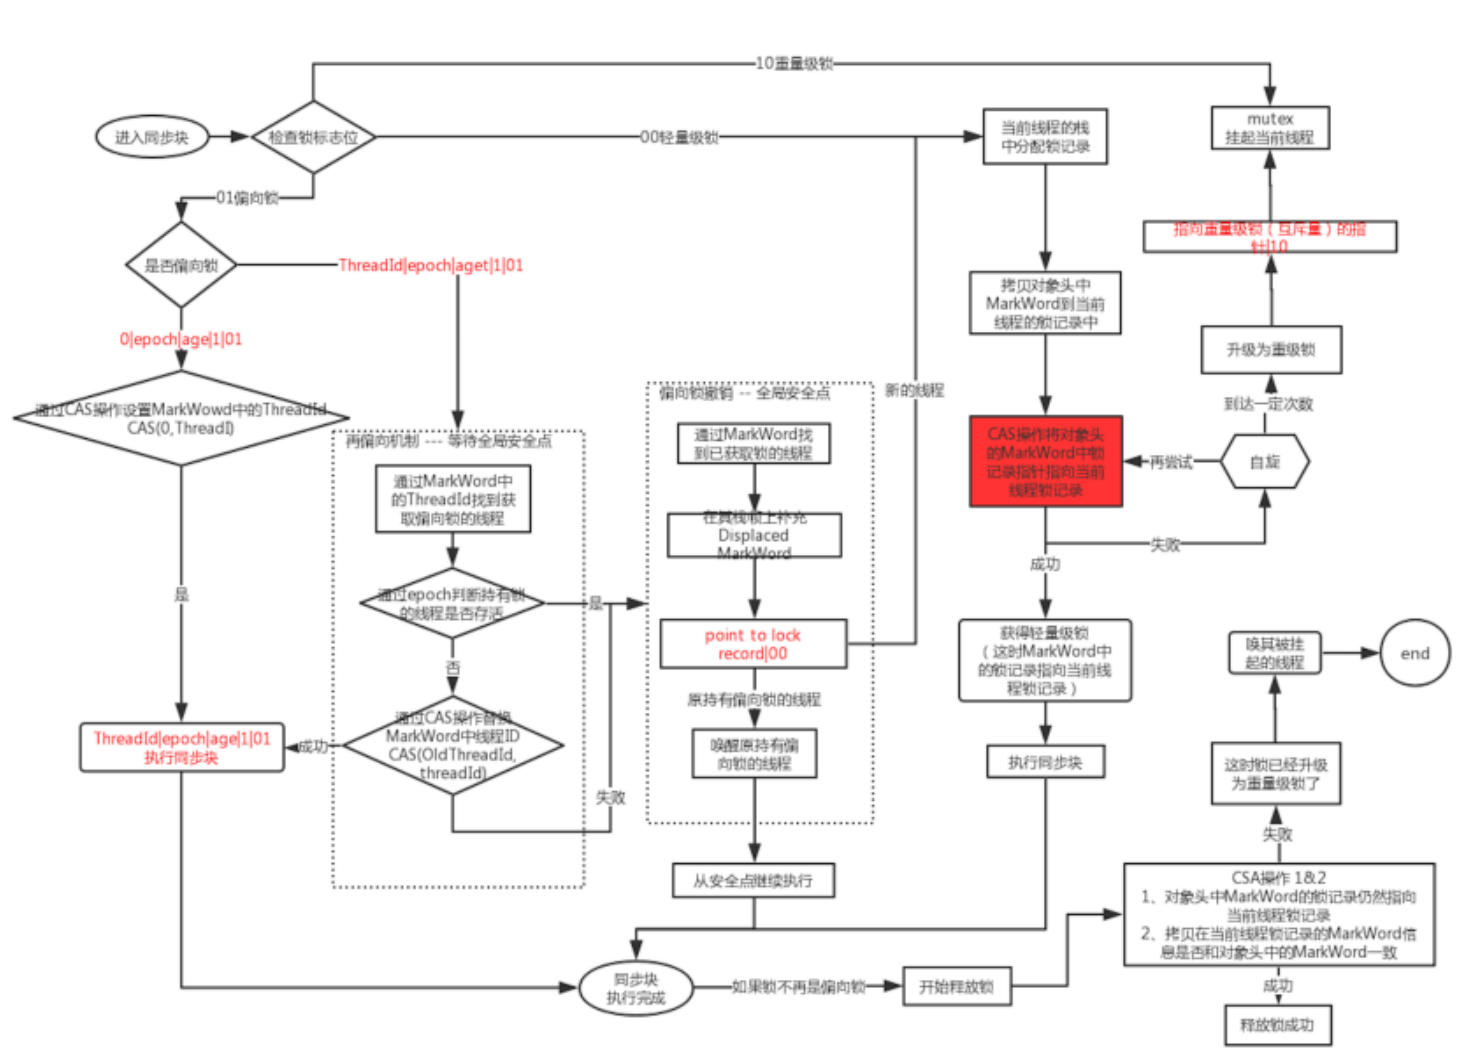 10重量级锁
进入同步块
检查锁标志位
00轻量级锁
当前线程的栈
中分配锁记录
mutex
挂起当前线程
01偏向锁
指向重量级锁（互斥量）的指
针|10
是否偏向锁
ThreadId|epoch|aget|1|01
拷贝对象头中
MarkWord到当前
线程的锁记录中
0|epoch|age|1|01
升级为重级锁
通过CAS操作设置MarkWowd中的ThreadId
CAS(0,ThreadI)
偏向锁撤销 -- 全局安全点
新的线程
到达一定次数
再偏向机制 --- 等待全局安全点
通过MarkWord找
到已获取锁的线程
CAS操作将对象头
的MarkWord中锁
记录指针指向当前
线程锁记录
再尝试
自旋
通过MarkWord中
的ThreadId找到获
取偏向锁的线程
在其栈帧上补充
Displaced
MarkWord
失败
成功
通过epoch判断持有锁
的线程是否存活
是
是
point to lock
record|00
获得轻量级锁
（这时MarkWord中
的锁记录指向当前线
程锁记录）
唤其被挂
起的线程
end
否
原持有偏向锁的线程
通过CAS操作替换
MarkWord中线程ID
CAS(OldThreadId,
threadId)
成功
ThreadId|epoch|age|1|01
执行同步块
唤醒原持有偏
向锁的线程
执行同步块
这时锁已经升级
为重量级锁了
失败
失败
从安全点继续执行
CSA操作 1&2
1、对象头中MarkWord的锁记录仍然指向
当前线程锁记录
2、拷贝在当前线程锁记录的MarkWord信
息是否和对象头中的MarkWord一致
同步块
执行完成
如果锁不再是偏向锁
开始释放锁
成功
释放锁成功